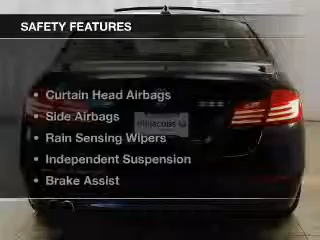 SAFETY FEATURES
• Curtain Head Airbags
• Side Airbags
• Rain Sensing Wipers
• Independent Suspension
• Brake Assist